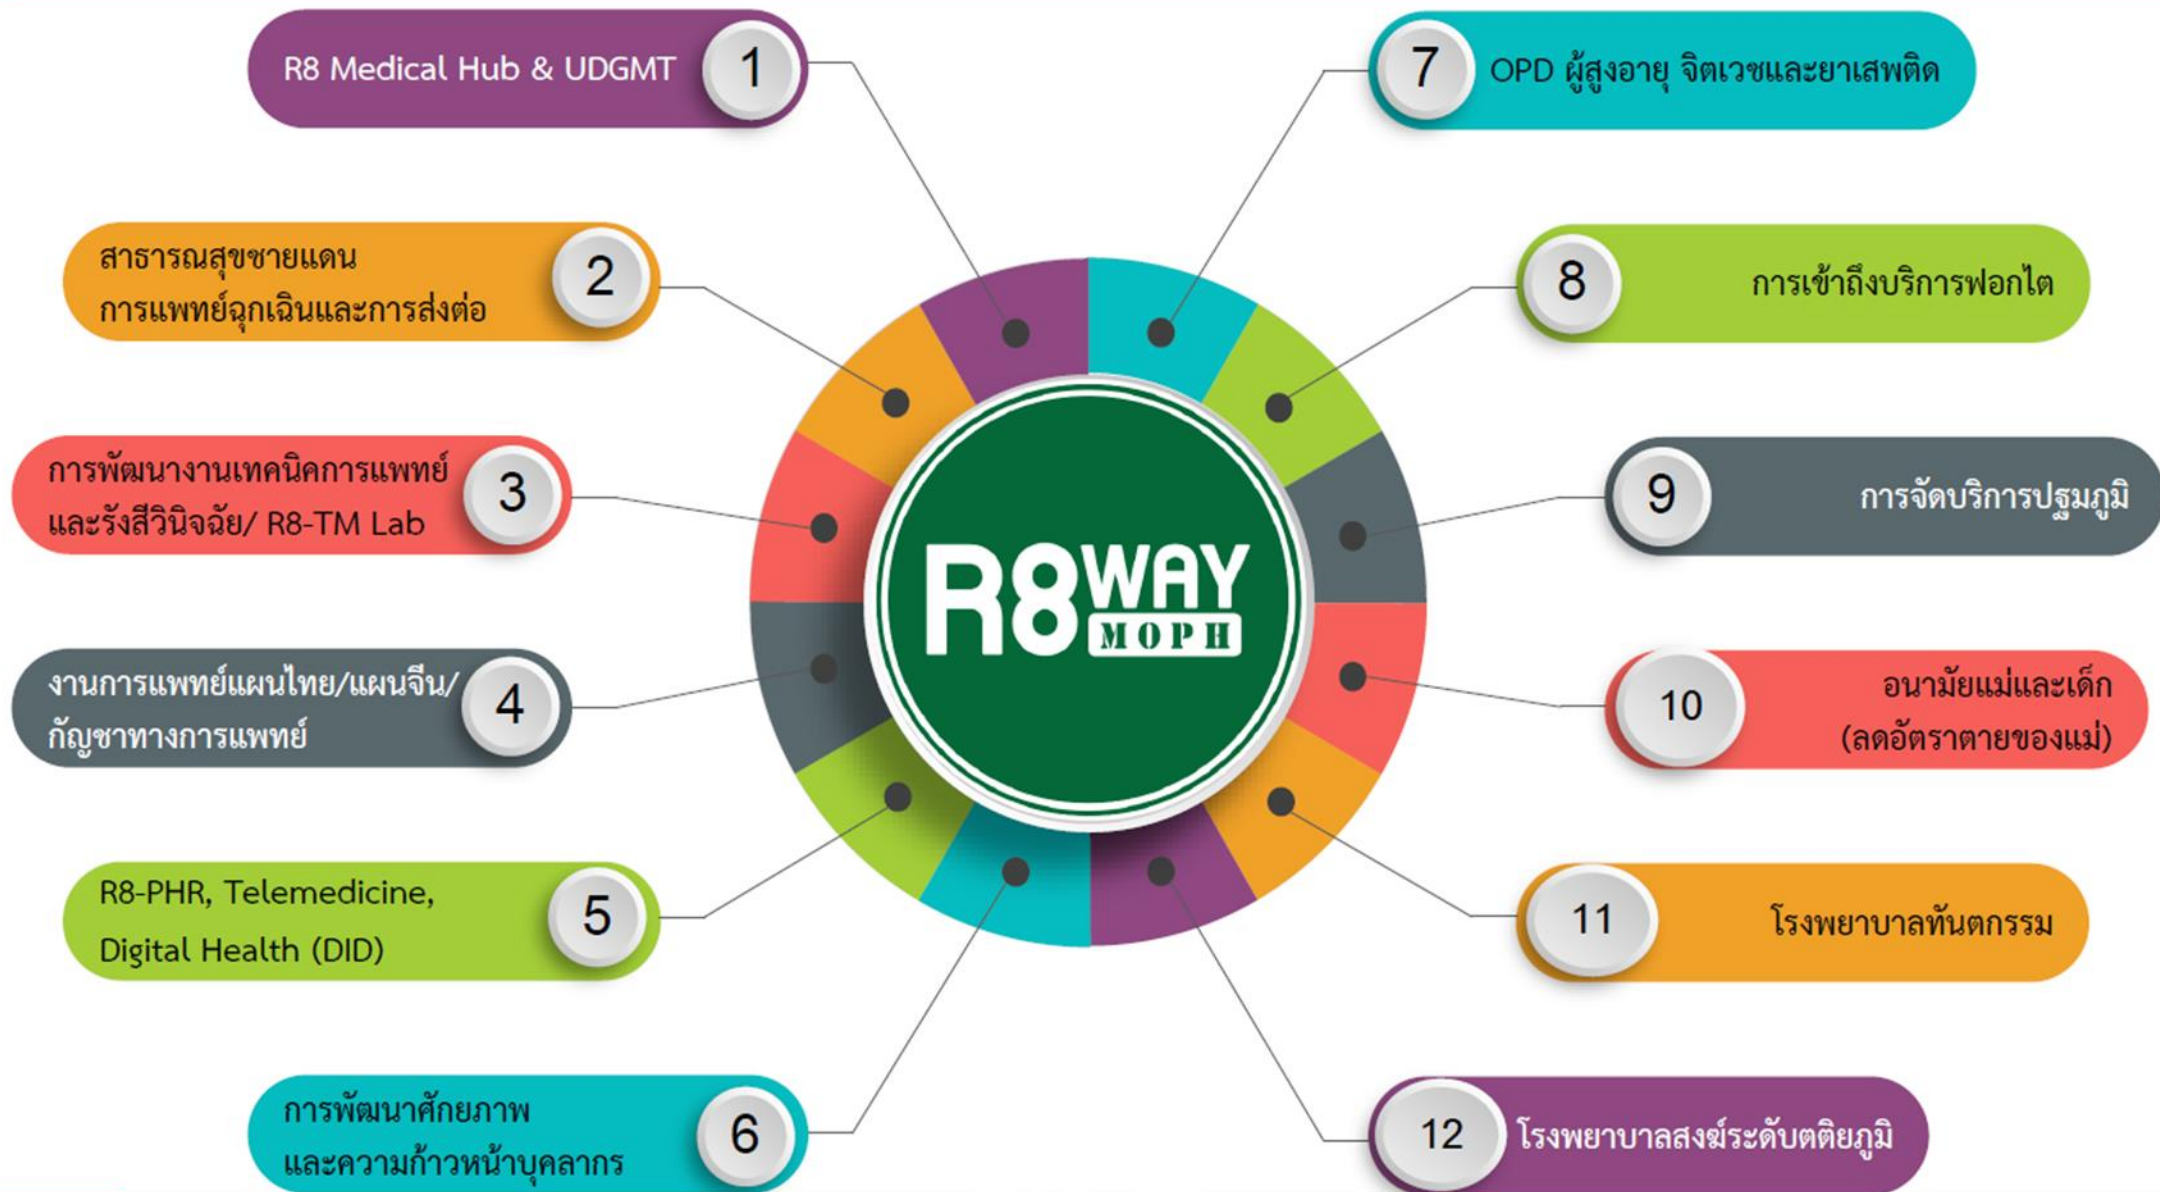 R8 Medical Hub & UDGMT
1
สาธารณสุขชายแดน
การแพทย์ฉุกเฉินและการส่งต่อ
2
การพัฒนางานเทคนิคการแพทย์
และรังสีวินิจฉัย/ R8-TM Lab
3
งานการแพทย์แผนไทย/แผนจีน/
กัญชาทางการแพทย์
4
R8-PHR, Telemedicine,
Digital Health (DID)
5
การพัฒนาศักยภาพ
และความก้าวหน้าบุคลากร
6
R8 WAY
MOPH
7
OPD ผู้สูงอายุ จิตเวชและยาเสพติด
8
การเข้าถึงบริการฟอกไต
9
การจัดบริการปฐมภูมิ
10
อนามัยแม่และเด็ก
(ลดอัตราตายของแม่)
11
โรงพยาบาลทันตกรรม
12
โรงพยาบาลสงฆ์ระดับตติยภูมิ